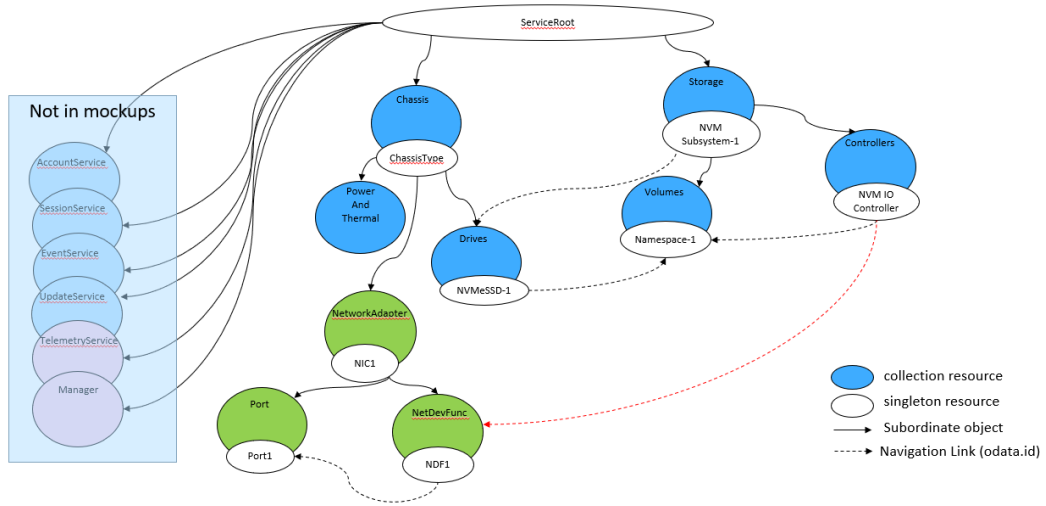 ServiceRoot
Not in mockups
AccountService
SessionService
EventService
UpdateService
TelemetryService
Manager
Chassis
ChassisType
Power
And
Thermal
Drives
NVMeSSD-1
Storage
NVM
Subsystem-1
Volumes
Namespace-1
Controllers
NVM IO
Controller
NetworkAdapter
NIC1
Port
Port1
NetDevFunc
NDF1
collection resource
singleton resource
Subordinate object
Navigation Link (odata.id)